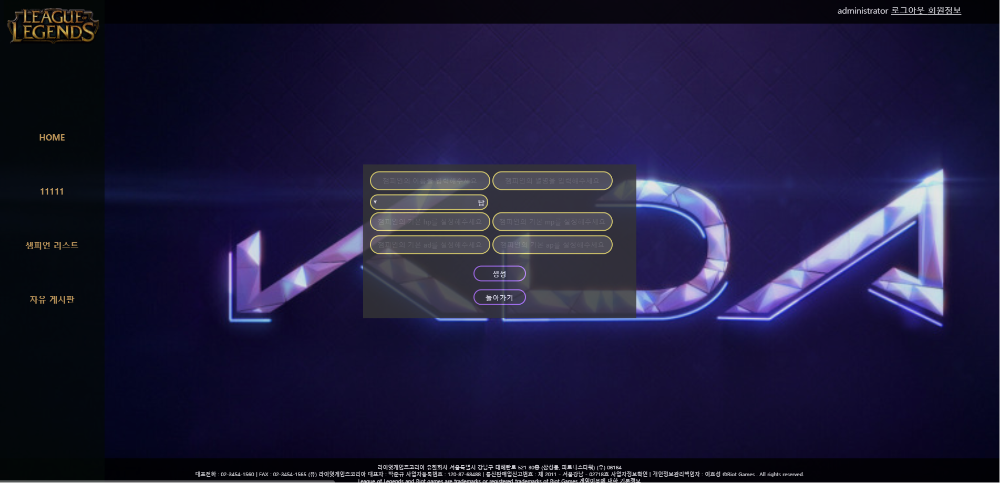 LEAGUE OF
LEGENDS
administrator 로그아웃 회원정보
HOME
11111
챔피언 리스트
자유 게시판
챔피언의 이름을 입력해주세요 챔피언의 별명을 입력해주세요
▾ 탑
챔피언의 기본 hp를 설정해주세요 챔피언의 기본 mp를 설정해주세요
챔피언의 기본 ad를 설정해주세요 챔피언의 기본 ap를 설정해주세요
생성
돌아가기
라이엇게임즈코리아 유한회사 서울특별시 강남구 테헤란로 521 30층 (삼성동, 파르나스타워) (우) 06164
대표전화 : 02-3454-1560 | FAX : 02-3454-1565 (유) 라이엇게임즈코리아 대표자 : 박준규 사업자등록번호 : 120-87-68488 | 통신판매업신고번호 : 제 2011 - 서울강남 - 02718호 사업자정보확인 | 개인정보관리책임자 : 이효성 ©Riot Games . All rights reserved.
League of Legends and Riot games are trademarks or registered trademarks of Riot Games 게임이용에 대한 기본정보